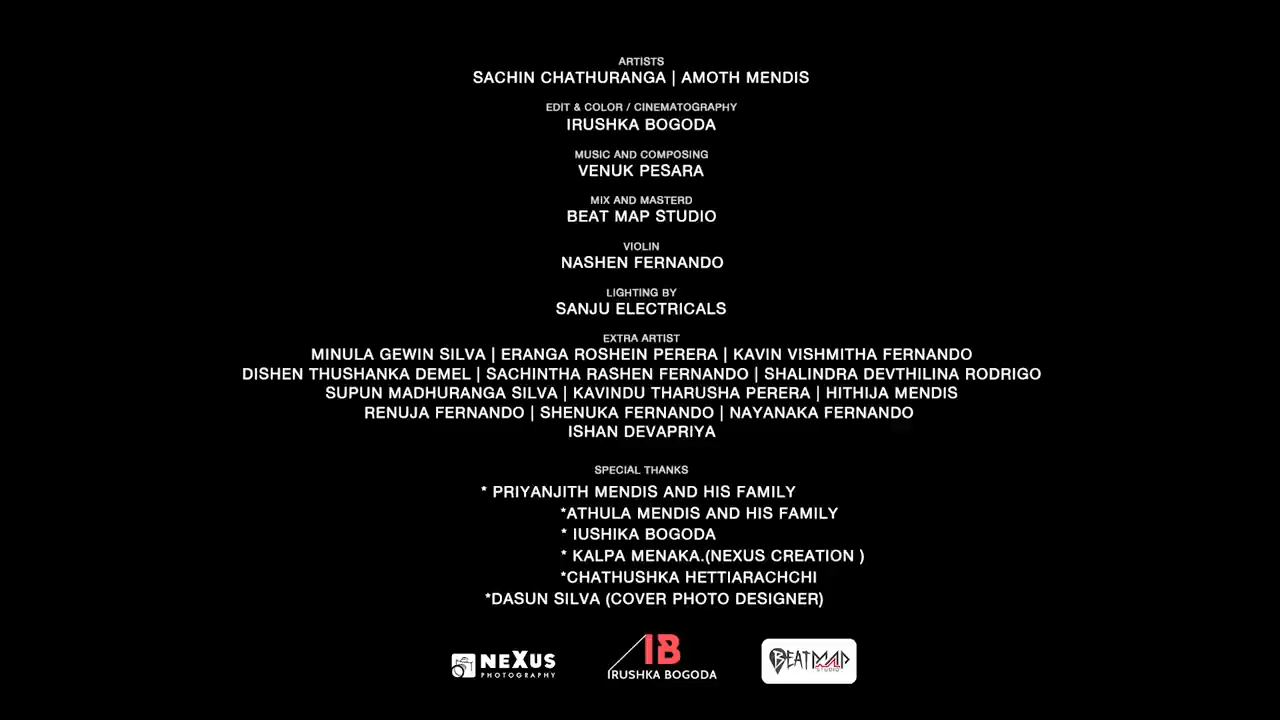 ARTISTS
SACHIN CHATHURANGA | AMOTH MENDIS
EDIT & COLOR / CINEMATOGRAPHY
IRUSHKA BOGODA
MUSIC AND COMPOSING
VENUK PESARA
MIX AND MASTERD
BEAT MAP STUDIO
VIOLIN
NASHEN FERNANDO
LIGHTING BY
SANJU ELECTRICALS
EXTRA ARTIST
MINULA GEWIN SILVA | ERANGA ROSHEIN PERERA | KAVIN VISHMITHA FERNANDO
DISHEN THUSHANKA DEMEL | SACHINTHA RASHEN FERNANDO | SHALINDRA DEVTHILINA RODRIGO
SUPUN MADHURANGA SILVA | KAVINDU THARUSHA PERERA | HITHIJA MENDIS
RENUJA FERNANDO | SHENUKA FERNANDO | NAYANAKA FERNANDO
ISHAN DEVAPRIYA
SPECIAL THANKS
* PRIYANJITH MENDIS AND HIS FAMILY
*ATHULA MENDIS AND HIS FAMILY
* IUSHIKA BOGODA
* KALPA MENAKA.(NEXUS CREATION )
*CHATHUSHKA HETTIARACHCHI
*DASUN SILVA (COVER PHOTO DESIGNER)
NEXUS
PHOTOGRAPHY
IB
IRUSHKA BOGODA
BEATMAP
STUDIO